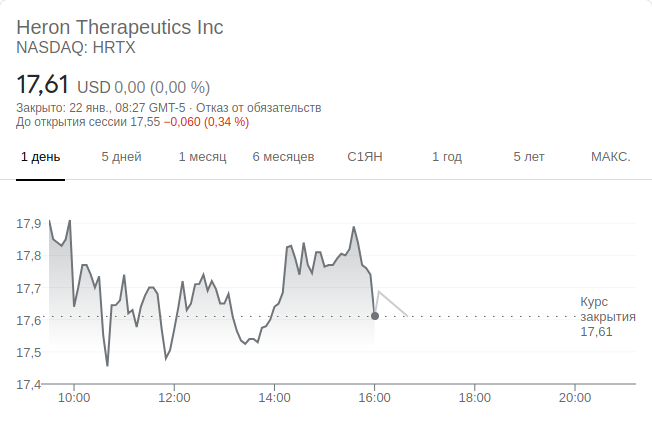 Heron Therapeutics Inc
NASDAQ: HRTX
17,61 USD 0,00 (0,00 %)
Закрыто: 22 янв., 08:27 GMT-5 · Отказ от обязательств
До открытия сессии 17,55 −0,060 (0,34 %)
1 день 5 дней 1 месяц 6 месяцев С1ЯН 1 год 5 лет МАКС.
17,9
17,8
17,7
17,6
17,5
17,4
Курс
закрытия
17,61
10:00 12:00 14:00 16:00 18:00 20:00